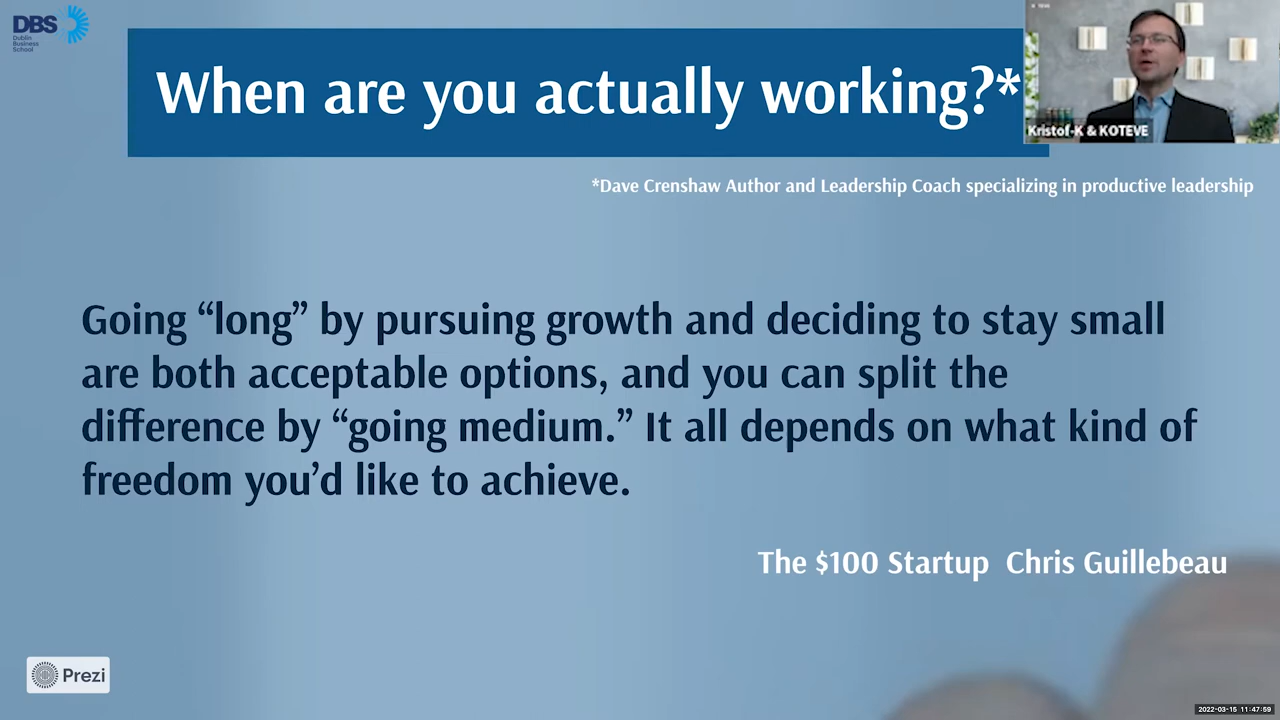 DBS
Dublin
Business
School
When are you actually working?*
Kristof-K & KOTEVE
*Dave Crenshaw Author and Leadership Coach specializing in productive leadership
Going “long” by pursuing growth and deciding to stay small
are both acceptable options, and you can split the
difference by “going medium.” It all depends on what kind of
freedom you’d like to achieve.
The $100 Startup Chris Guillebeau
Prezi
2022-03-15 11:47:59